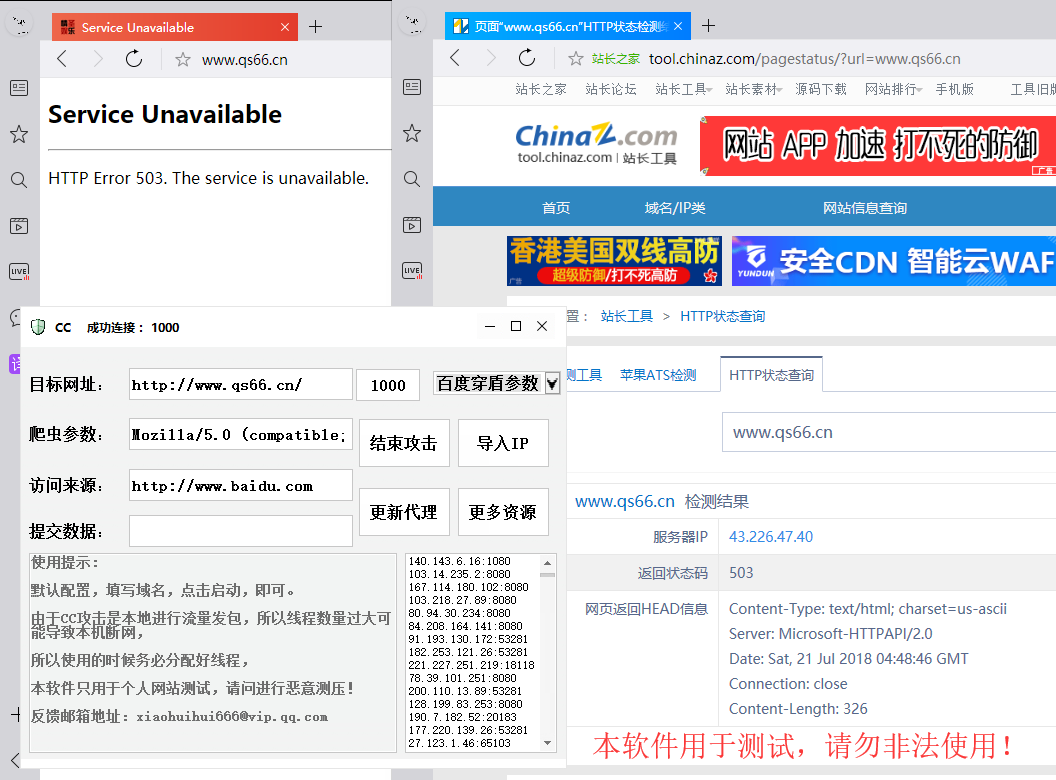 Service Unavailable
www.qs66.cn
Service Unavailable
HTTP Error 503. The service is unavailable.
页面“www.qs66.cn”HTTP状态检测
站长之家 tool.chinaz.com/pagestatus/?url=www.qs66.cn
站长之家 站长论坛 站长工具 站长素材 源码下载 网站排行 手机版 工具旧版
ChinaZ.com
tool.chinaz.com | 站长工具
网站 APP 加速 打不死的防御
广告
首页 域名/IP类 网站信息查询
香港美国双线高防
超级防御/打不死高防
广告
YUNDUN
安全CDN 智能云WAF
置： 站长工具 > HTTP状态查询
测工具 苹果ATS检测 HTTP状态查询
www.qs66.cn
www.qs66.cn 检测结果
服务器IP 43.226.47.40
返回状态码 503
网页返回HEAD信息 Content-Type: text/html; charset=us-ascii
Server: Microsoft-HTTPAPI/2.0
Date: Sat, 21 Jul 2018 04:48:46 GMT
Connection: close
Content-Length: 326
本软件用于测试，请勿非法使用！
LIVE
LIVE
译
CC 成功连接： 1000
目标网址： http://www.qs66.cn/ 1000 百度穿盾参数
爬虫参数： Mozilla/5.0 (compatible; 结束攻击 导入IP
访问来源： http://www.baidu.com
更新代理 更多资源
提交数据：
使用提示：
默认配置，填写域名，点击启动，即可。
由于CC攻击是本地进行流量发包，所以线程数量过大可
能导致本机断网，
所以使用的时候务必分配好线程，
本软件只用于个人网站测试，请问进行恶意测压！
反馈邮箱地址：xiaohuihui666@vip.qq.com
140.143.6.16:1080
103.14.235.2:8080
167.114.180.102:8080
103.218.27.89:8080
80.94.30.234:8080
84.208.164.141:8080
91.193.130.172:53281
182.253.121.26:53281
221.227.251.219:18118
78.39.101.251:8080
200.110.13.89:53281
128.199.83.253:8080
190.7.182.52:20183
177.220.139.26:53281
27.123.1.46:65103